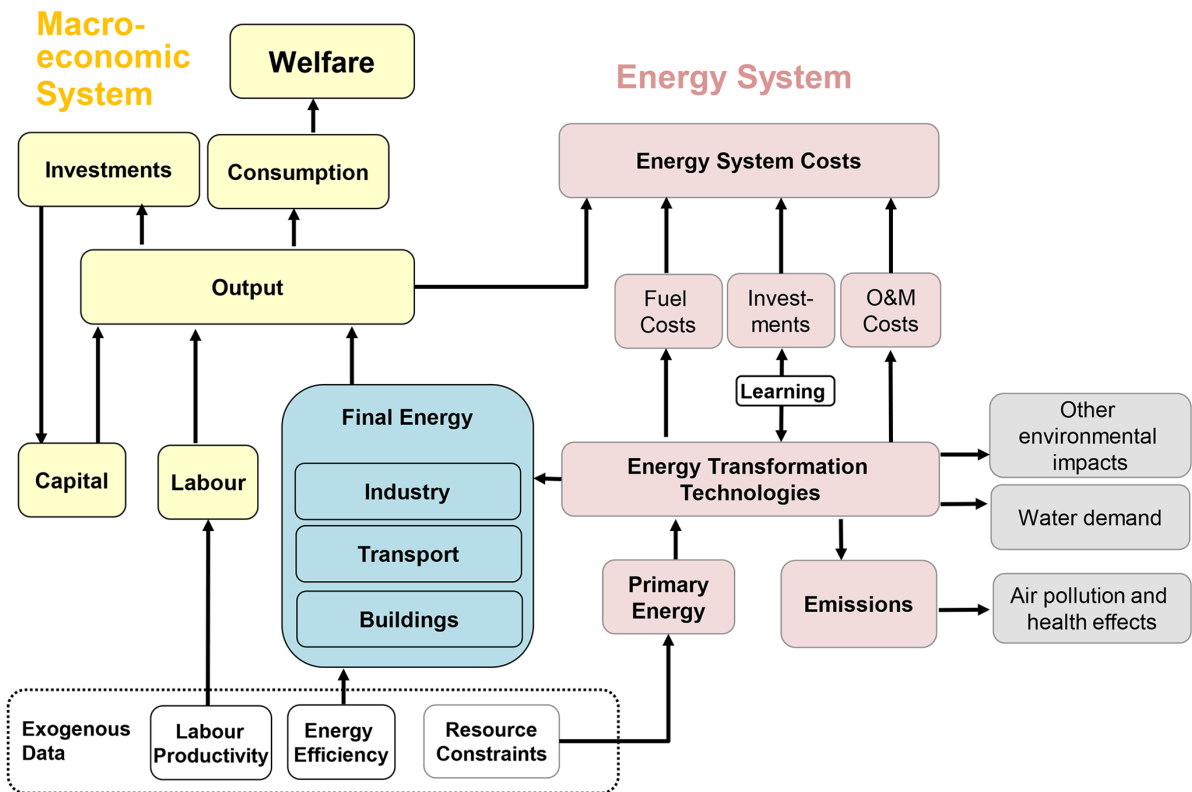 Macro-
economic
System
Welfare
Energy System
Investments
Consumption
Energy System Costs
Output
Fuel
Costs
Invest-
ments
O&M
Costs
Learning
Final Energy
Industry
Transport
Buildings
Capital
Labour
Energy Transformation
Technologies
Other
environmental
impacts
Water demand
Primary
Energy
Emissions
Air pollution and
health effects
Exogenous
Data
Labour
Productivity
Energy
Efficiency
Resource
Constraints